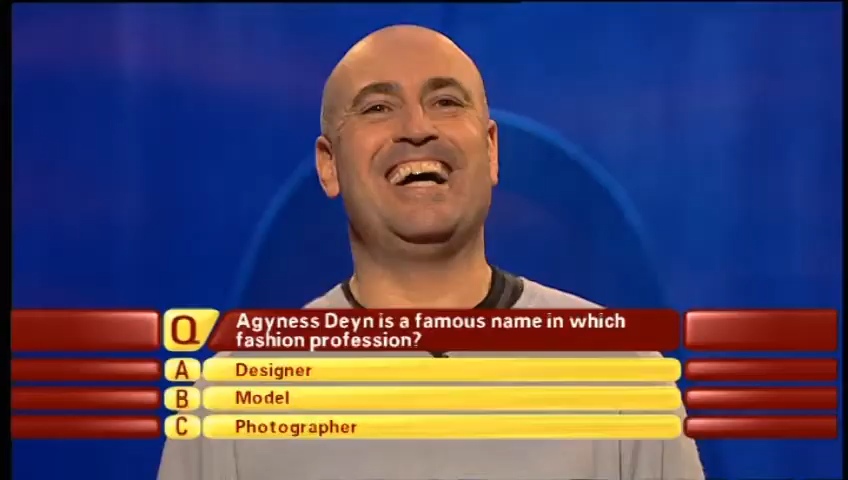 Q Agyness Deyn is a famous name in which
fashion profession?
A Designer
B Model
C Photographer